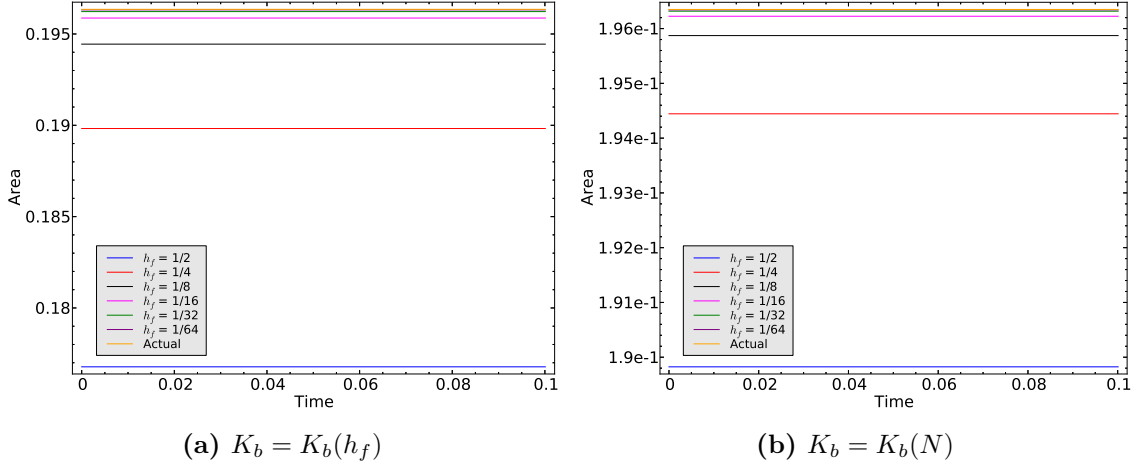 0.195
0.19
0.185
0.18
Area
0 0.02 0.04 0.06 0.08 0.1
Time
h_f = 1/2
h_f = 1/4
h_f = 1/8
h_f = 1/16
h_f = 1/32
h_f = 1/64
Actual
(a) K_b = K_b(h_f)
1.96e-1
1.95e-1
1.94e-1
1.93e-1
1.92e-1
1.91e-1
1.9e-1
Area
0 0.02 0.04 0.06 0.08 0.1
Time
h_f = 1/2
h_f = 1/4
h_f = 1/8
h_f = 1/16
h_f = 1/32
h_f = 1/64
Actual
(b) K_b = K_b(N)